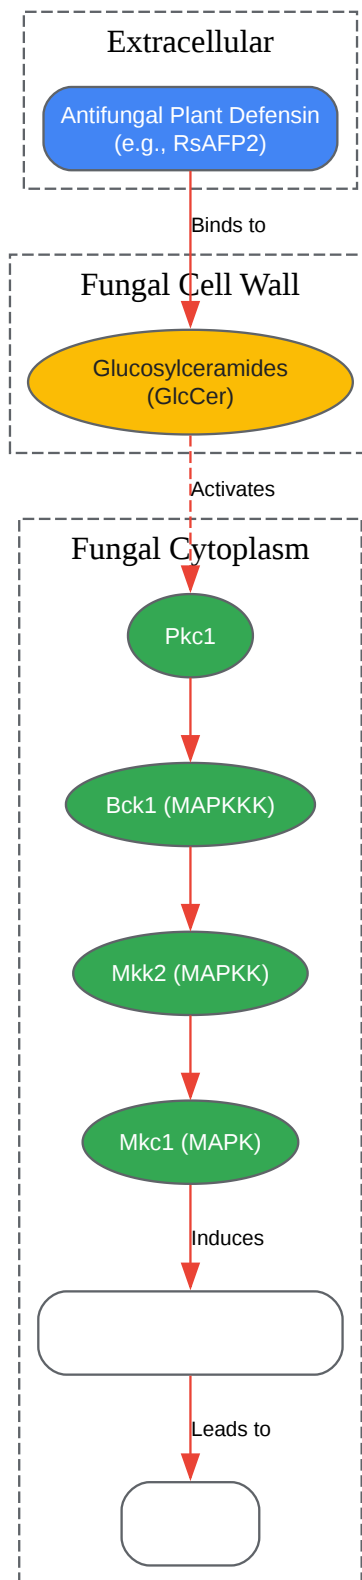 Extracellular
Antifungal Plant Defensin
(e.g., RsAFP2)
Binds to
Fungal Cell Wall
Glucosylceramides
(GlcCer)
Activates
Fungal Cytoplasm
Pkc1
Bck1 (MAPKKK)
Mkk2 (MAPKK)
Mkc1 (MAPK)
Induces
Leads to